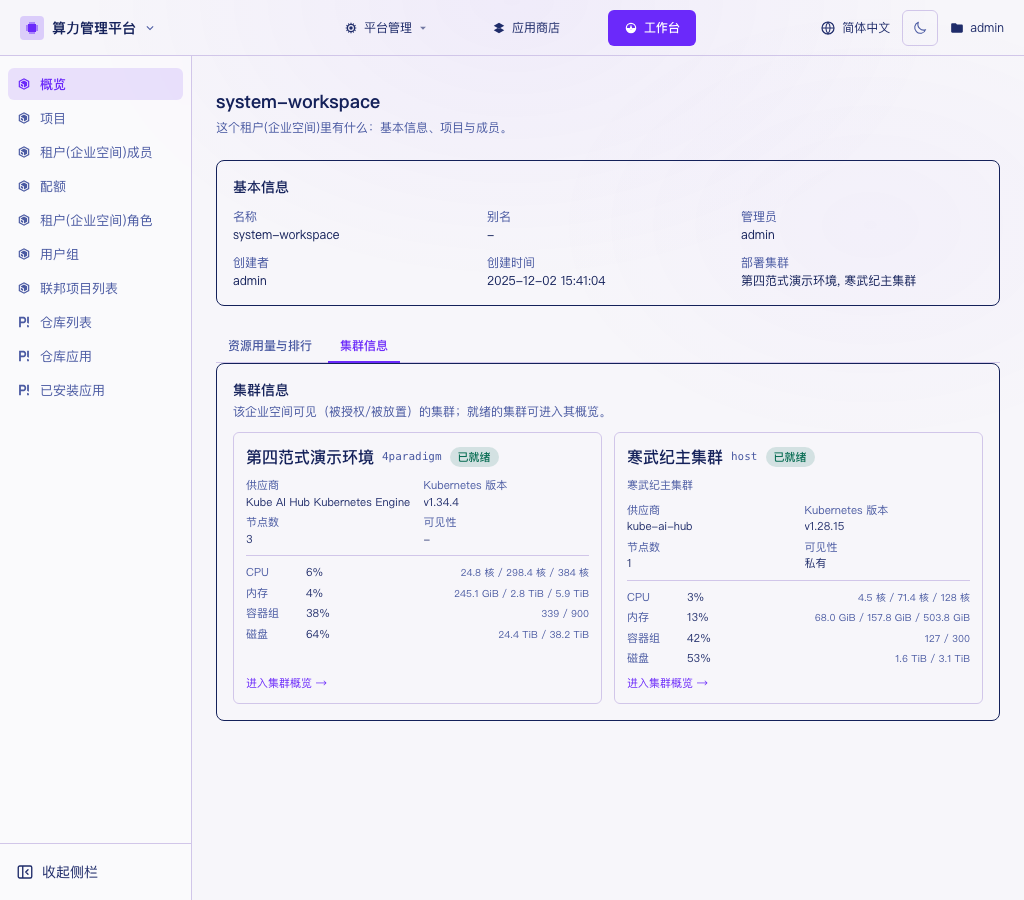 算力管理平台
平台管理
应用商店
工作台
简体中文
admin
概览
项目
租户(企业空间)成员
配额
租户(企业空间)角色
用户组
联邦项目列表
P! 仓库列表
P! 仓库应用
P! 已安装应用
收起侧栏
system-workspace
这个租户(企业空间)里有什么：基本信息、项目与成员。
基本信息
名称
system-workspace
别名
–
管理员
admin
创建者
admin
创建时间
2025-12-02 15:41:04
部署集群
第四范式演示环境, 寒武纪主集群
资源用量与排行
集群信息
集群信息
该企业空间可见（被授权/被放置）的集群；就绪的集群可进入其概览。
第四范式演示环境 4paradigm 已就绪
供应商
Kube AI Hub Kubernetes Engine
Kubernetes 版本
v1.34.4
节点数
3
可见性
–
CPU 6% 24.8 核 / 298.4 核 / 384 核
内存 4% 245.1 GiB / 2.8 TiB / 5.9 TiB
容器组 38% 339 / 900
磁盘 64% 24.4 TiB / 38.2 TiB
进入集群概览 →
寒武纪主集群 host 已就绪
寒武纪主集群
供应商
kube-ai-hub
Kubernetes 版本
v1.28.15
节点数
1
可见性
私有
CPU 3% 4.5 核 / 71.4 核 / 128 核
内存 13% 68.0 GiB / 157.8 GiB / 503.8 GiB
容器组 42% 127 / 300
磁盘 53% 1.6 TiB / 3.1 TiB
进入集群概览 →